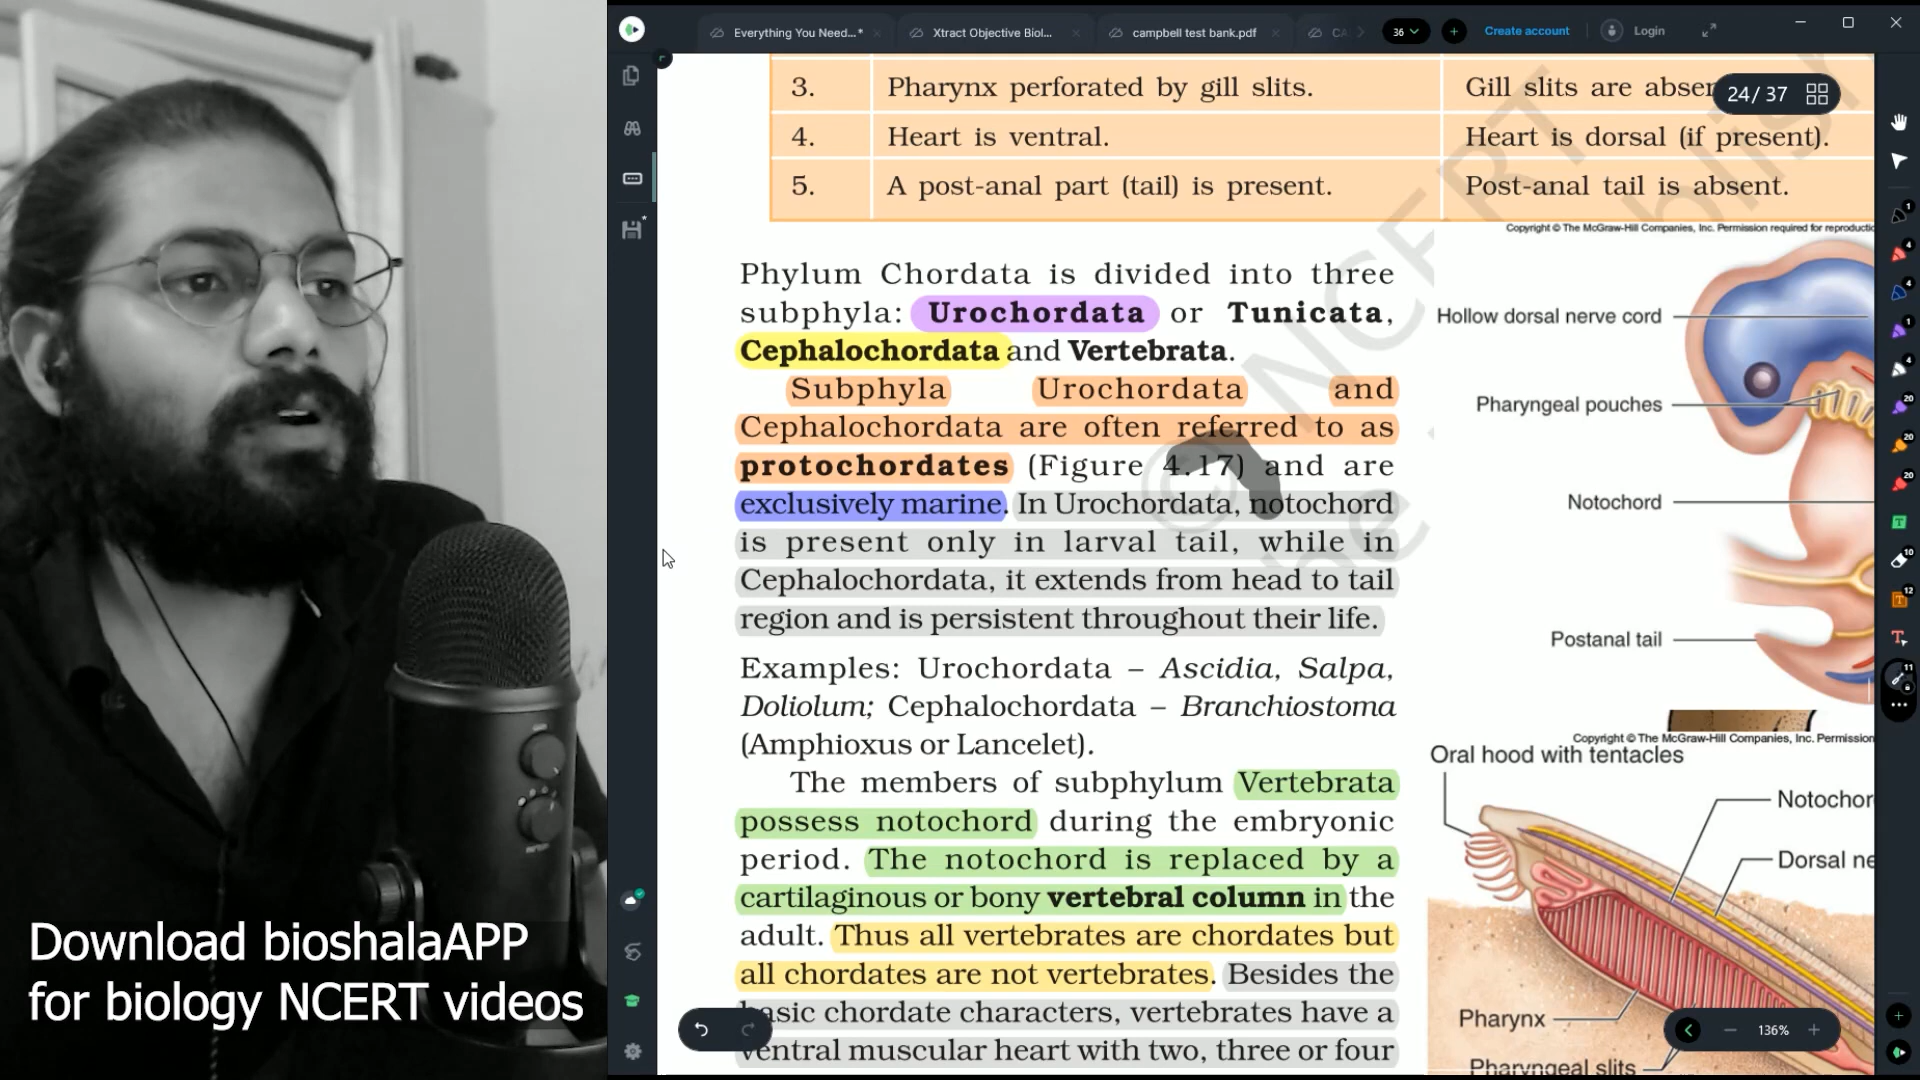 Everything You Need...*
Xtract Objective Biol...
campbell test bank.pdf
36
Create account
Login
3. Pharynx perforated by gill slits. Gill slits are
24/ 37
4. Heart is ventral. Heart is dorsal (if present).
5. A post-anal part (tail) is present. Post-anal tail is absent.
Copyright © The McGraw-Hill Companies, Inc. Permission required for
Phylum Chordata is divided into three
subphyla: Urochordata or Tunicata,
Cephalochordata and Vertebrata.
Subphyla Urochordata and
Cephalochordata are often referred to as
protochordates (Figure 4.17) and are
exclusively marine. In Urochordata, notochord
is present only in larval tail, while in
Cephalochordata, it extends from head to tail
region and is persistent throughout their life.
Examples: Urochordata – Ascidia, Salpa,
Doliolum; Cephalochordata – Branchiostoma
(Amphioxus or Lancelet).
The members of subphylum Vertebrata
possess notochord during the embryonic
period. The notochord is replaced by a
cartilaginous or bony vertebral column in the
adult. Thus all vertebrates are chordates but
all chordates are not vertebrates. Besides the
basic chordate characters, vertebrates have a
ventral muscular heart with two, three or four
Hollow dorsal nerve cord
Pharyngeal pouches
Notochord
Postanal tail
Copyright © The McGraw-Hill Companies, Inc. Permission
Oral hood with tentacles
Notochor
Dorsal ne
Pharynx
Pharyngeal slits
136%
© NCERT
Download bioshalaAPP
for biology NCERT videos